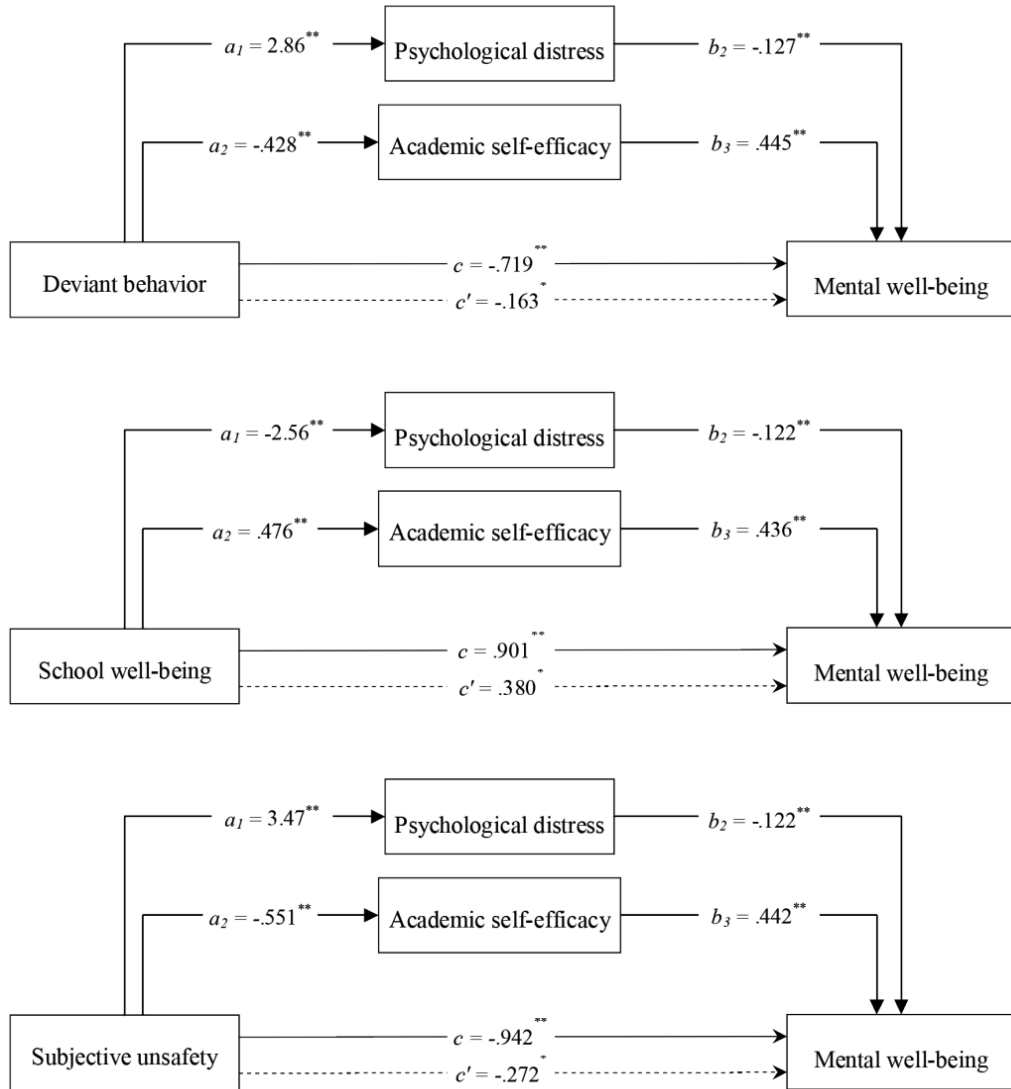 a₁ = 2.86** Psychological distress b₂ = -.127**
a₂ = -.428** Academic self-efficacy b₃ = .445**
Deviant behavior c = -.719** Mental well-being
c′ = -.163*
a₁ = -2.56** Psychological distress b₂ = -.122**
a₂ = .476** Academic self-efficacy b₃ = .436**
School well-being c = .901** Mental well-being
c′ = .380*
a₁ = 3.47** Psychological distress b₂ = -.122**
a₂ = -.551** Academic self-efficacy b₃ = .442**
Subjective unsafety c = -.942** Mental well-being
c′ = -.272*